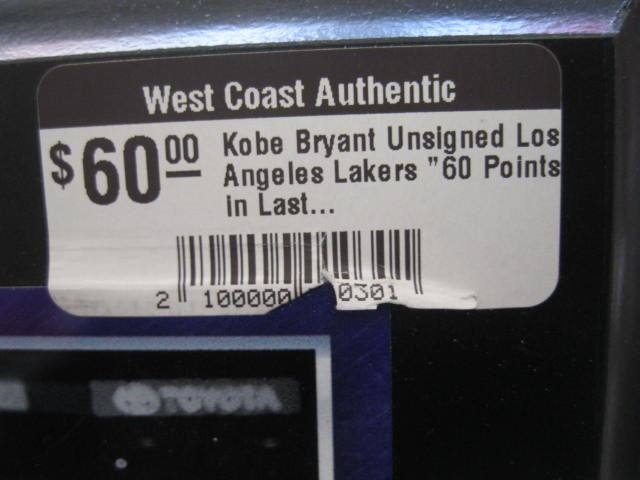 West Coast Authentic
$60.00
Kobe Bryant Unsigned Los
Angeles Lakers "60 Points
in Last...
2 100000 0301
TOYOTA